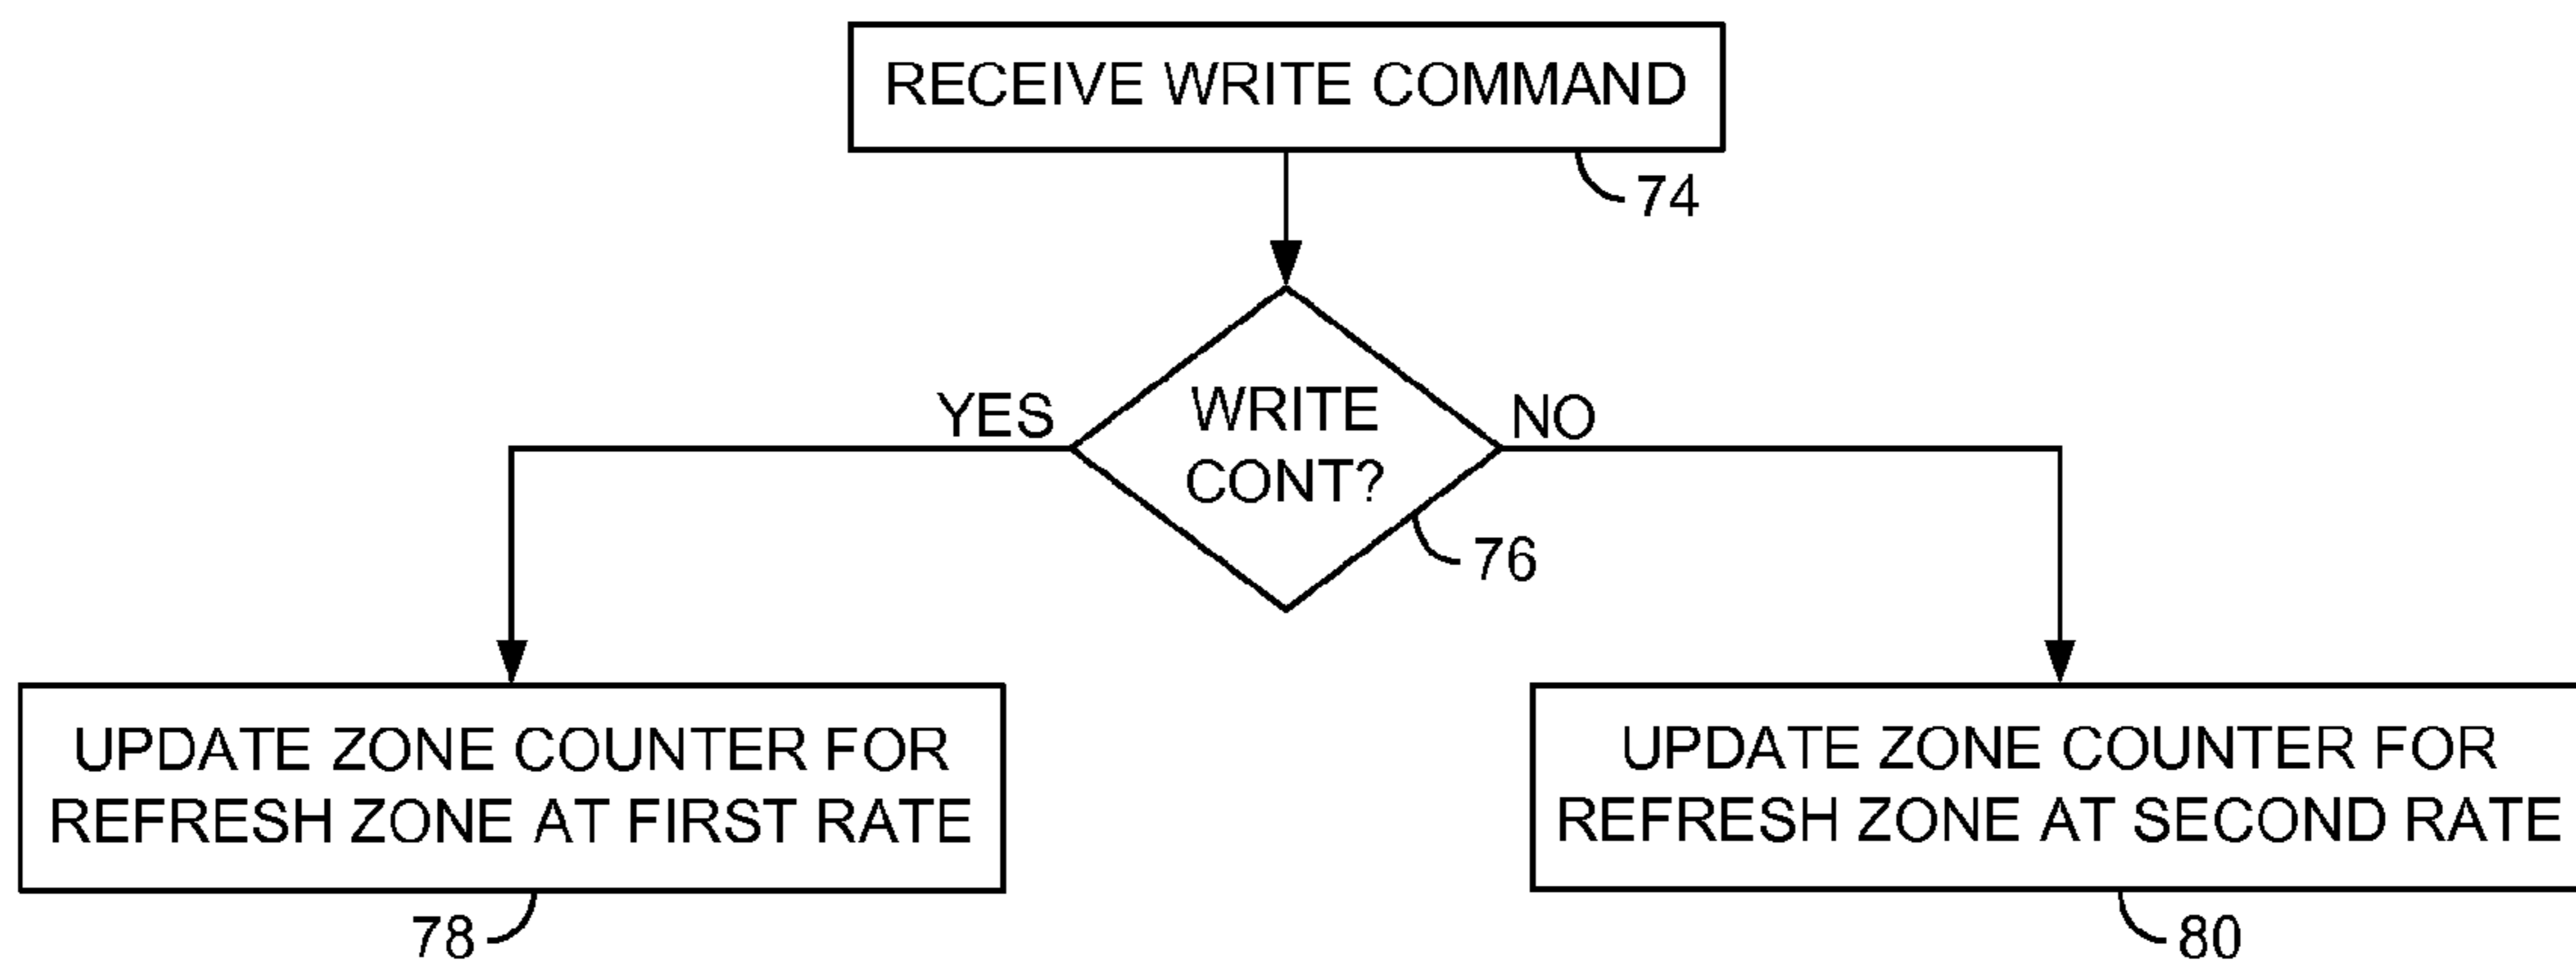 RECEIVE WRITE COMMAND
74
WRITE
CONT?
YES
NO
76
UPDATE ZONE COUNTER FOR
REFRESH ZONE AT FIRST RATE
78
UPDATE ZONE COUNTER FOR
REFRESH ZONE AT SECOND RATE
80